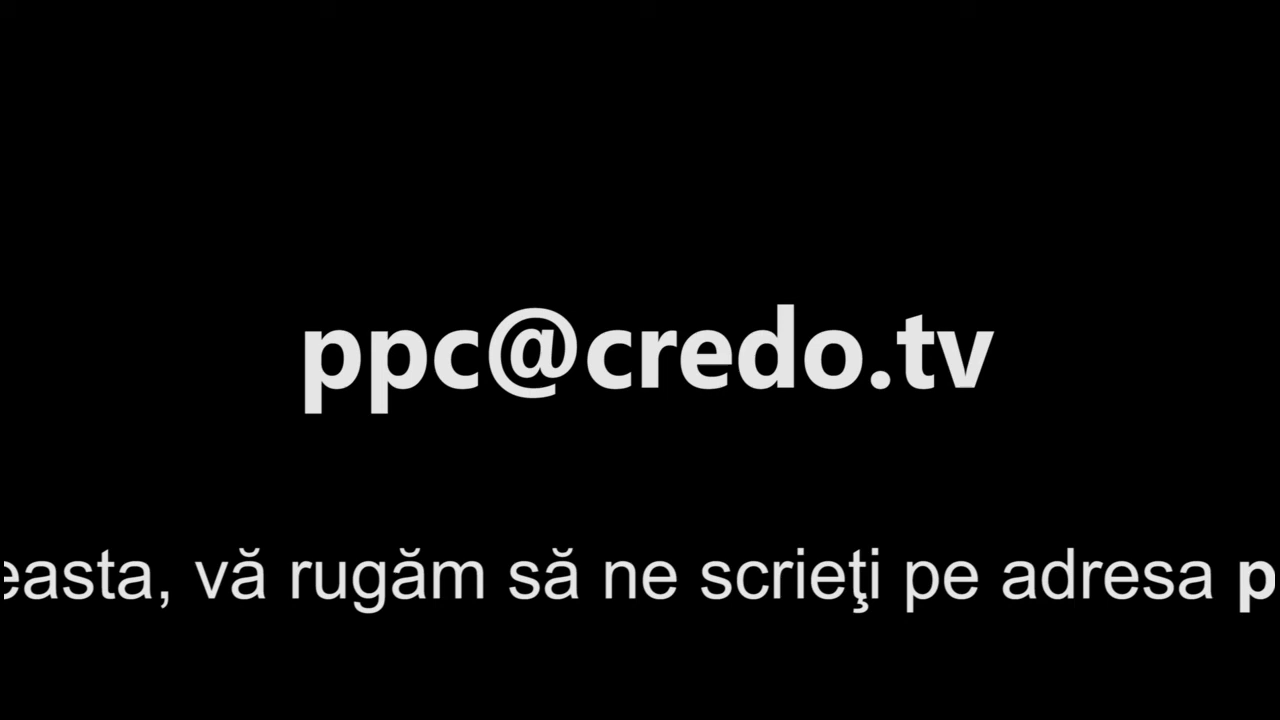 ppc@credo.tv
easta, vă rugăm să ne scrieţi pe adresa p